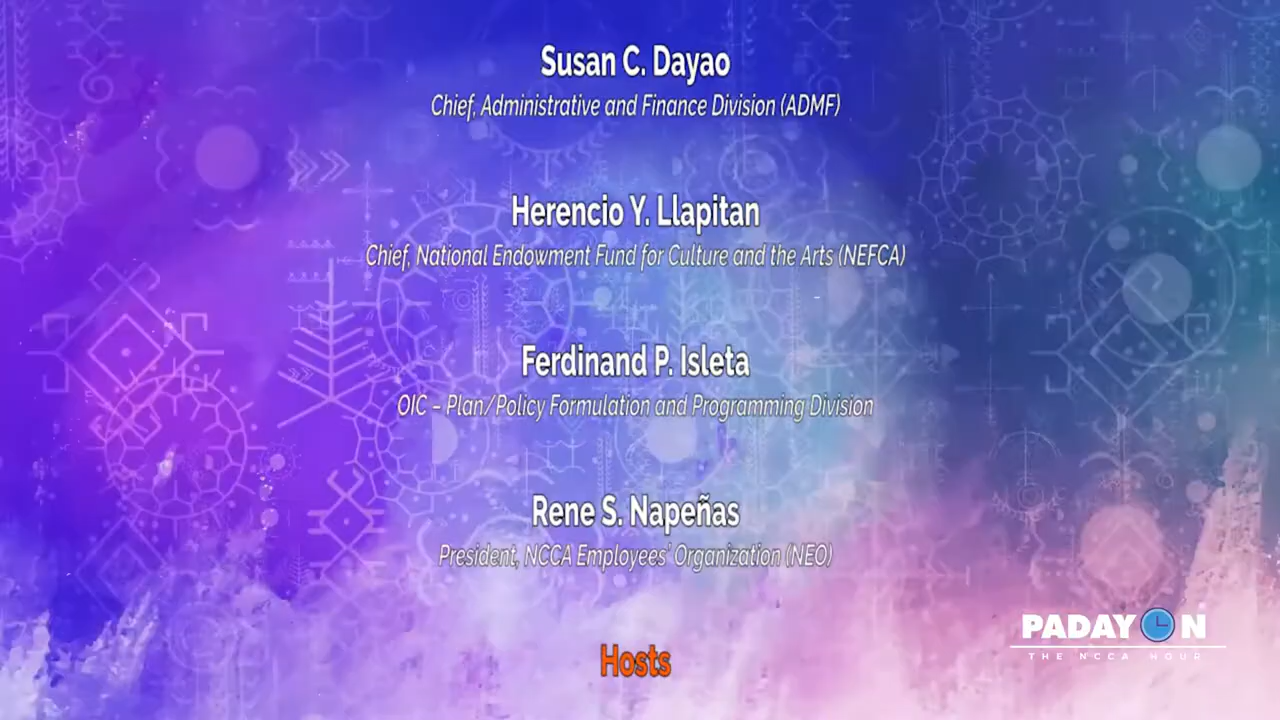 Susan C. Dayao
Chief, Administrative and Finance Division (ADMF)
Herencio Y. Llapitan
Chief, National Endowment Fund for Culture and the Arts (NEFCA)
Ferdinand P. Isleta
OIC – Plan/Policy Formulation and Programming Division
Rene S. Napeñas
President, NCCA Employees' Organization (NEO)
Hosts
PADAYON
THE NCCA HOUR